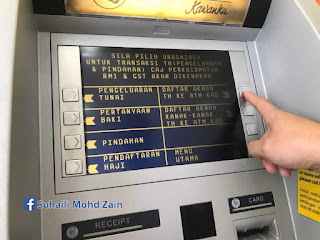 Kawanku
SILA PILIH URUSNIAGA
UNTUK TRANSAKSI TH(PENGELUARAN
& PINDAHAN) CAJ PERKHIDMATAN
RM1 & GST AKAN DIKENAKAN.
PENGELUARAN
TUNAI
DAFTAR AKAUN
TH KE ATM KAD
PERTANYAAN
BAKI
DAFTAR AKAUN
KANAK-KANAK
TH KE ATM KAD
PINDAHAN
PENDAFTARAN
HAJI
MENU
UTAMA
Suhaili Mohd Zain
RECEIPT
CARD